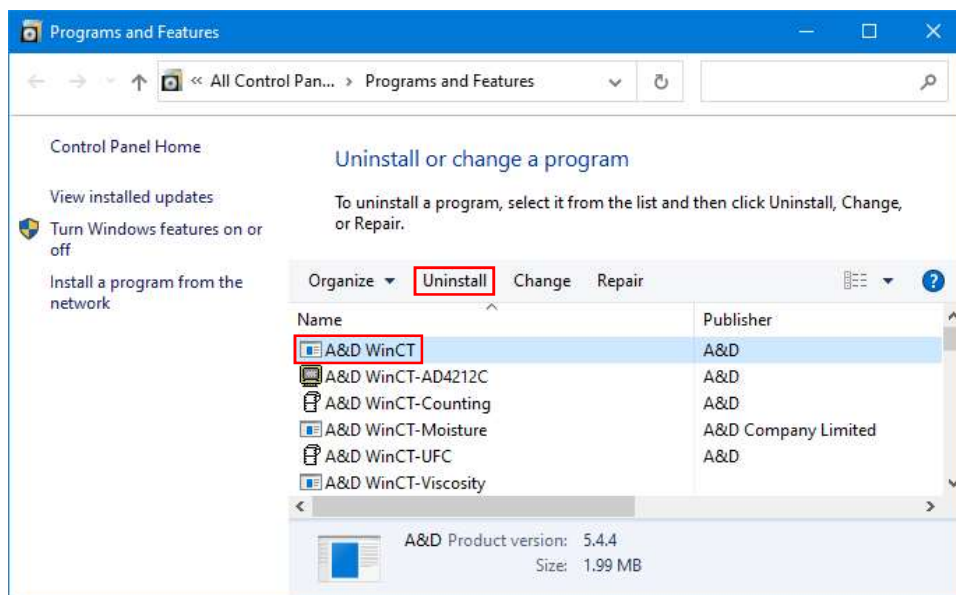 Programs and Features
« All Control Pan... › Programs and Features
Control Panel Home
View installed updates
Turn Windows features on or
off
Install a program from the
network
Uninstall or change a program
To uninstall a program, select it from the list and then click Uninstall, Change,
or Repair.
Organize Uninstall Change Repair
Name Publisher
A&D WinCT A&D
A&D WinCT-AD4212C A&D
A&D WinCT-Counting A&D
A&D WinCT-Moisture A&D Company Limited
A&D WinCT-UFC A&D
A&D WinCT-Viscosity
A&D Product version: 5.4.4
Size: 1.99 MB